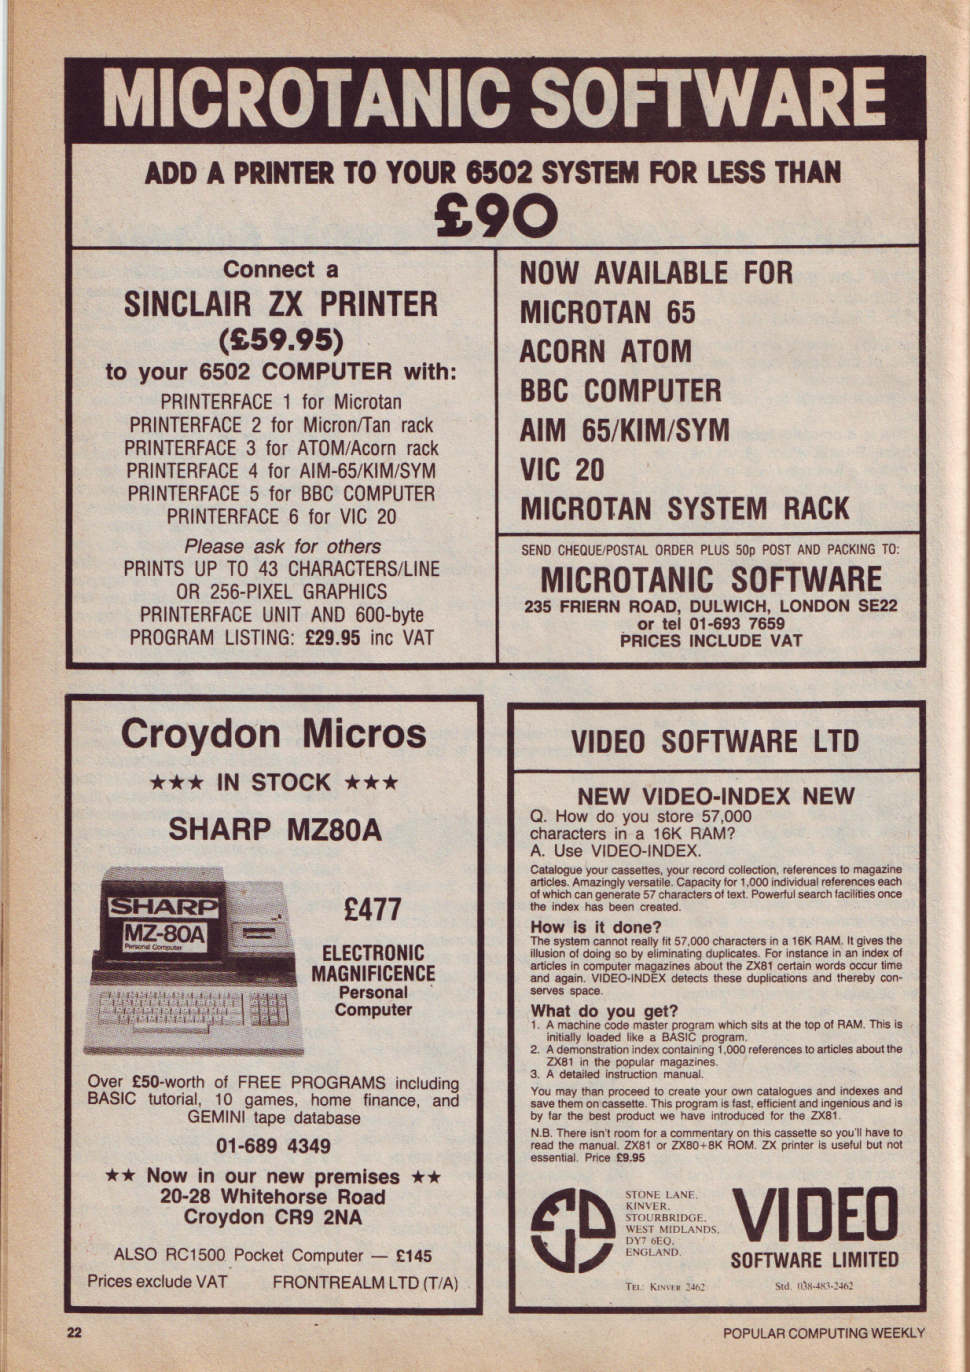 MICROTANIC SOFTWARE
ADD A PRINTER TO YOUR 6502 SYSTEM FOR LESS THAN
£90
Connect a
SINCLAIR ZX PRINTER
(£59.95)
to your 6502 COMPUTER with:
PRINTERFACE 1 for Microtan
PRINTERFACE 2 for Micron/Tan rack
PRINTERFACE 3 for ATOM/Acorn rack
PRINTERFACE 4 for AIM-65/KIM/SYM
PRINTERFACE 5 for BBC COMPUTER
PRINTERFACE 6 for VIC 20
Please ask for others
PRINTS UP TO 43 CHARACTERS/LINE
OR 256-PIXEL GRAPHICS
PRINTERFACE UNIT AND 600-byte
PROGRAM LISTING: £29.95 inc VAT
NOW AVAILABLE FOR
MICROTAN 65
ACORN ATOM
BBC COMPUTER
AIM 65/KIM/SYM
VIC 20
MICROTAN SYSTEM RACK
SEND CHEQUE/POSTAL ORDER PLUS 50p POST AND PACKING TO:
MICROTANIC SOFTWARE
235 FRIERN ROAD, DULWICH, LONDON SE22
or tel 01-693 7659
PRICES INCLUDE VAT
Croydon Micros
★★★ IN STOCK ★★★
SHARP MZ80A
SHARP
MZ-80A
Personal Computer
£477
ELECTRONIC
MAGNIFICENCE
Personal
Computer
Over £50-worth of FREE PROGRAMS including
BASIC tutorial, 10 games, home finance, and
GEMINI tape database
01-689 4349
★★ Now in our new premises ★★
20-28 Whitehorse Road
Croydon CR9 2NA
ALSO RC1500 Pocket Computer — £145
Prices exclude VAT FRONTREALM LTD (T/A)
VIDEO SOFTWARE LTD
NEW VIDEO-INDEX NEW
Q. How do you store 57,000
characters in a 16K RAM?
A. Use VIDEO-INDEX.
Catalogue your cassettes, your record collection, references to magazine
articles. Amazingly versatile. Capacity for 1,000 individual references each
of which can generate 57 characters of text. Powerful search facilities once
the index has been created.
How is it done?
The system cannot really fit 57,000 characters in a 16K RAM. It gives the
illusion of doing so by eliminating duplicates. For instance in an index of
articles in computer magazines about the ZX81 certain words occur time
and again. VIDEO-INDEX detects these duplications and thereby con-
serves space.
What do you get?
1. A machine code master program which sits at the top of RAM. This is
initially loaded like a BASIC program.
2. A demonstration index containing 1,000 references to articles about the
ZX81 in the popular magazines.
3. A detailed instruction manual.
You may than proceed to create your own catalogues and indexes and
save them on cassette. This program is fast, efficient and ingenious and is
by far the best product we have introduced for the ZX81.
N.B. There isn't room for a commentary on this cassette so you'll have to
read the manual. ZX81 or ZX80+8K ROM. ZX printer is useful but not
essential. Price £9.95
STONE LANE,
KINVER,
STOURBRIDGE,
WEST MIDLANDS,
DY7 6EQ,
ENGLAND.
TEL: KINVER 2462
VIDEO
SOFTWARE LIMITED
Std. 038-483-2462
22
POPULAR COMPUTING WEEKLY